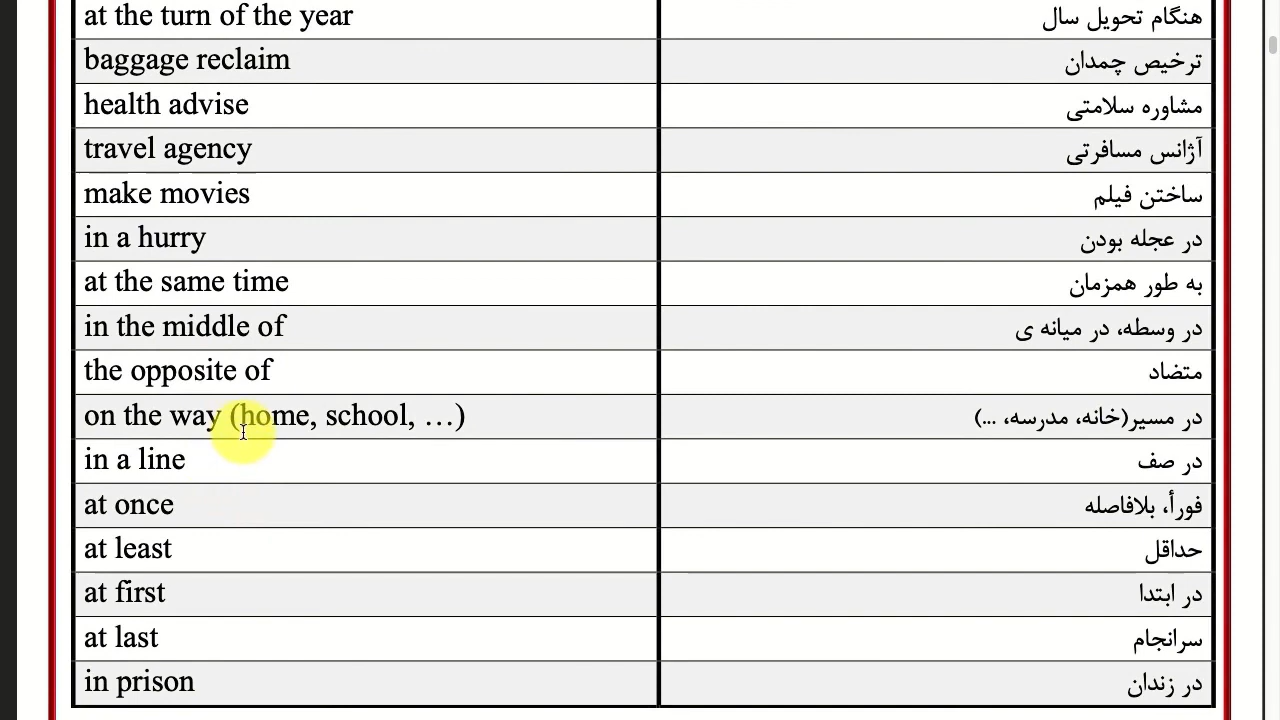 at the turn of the year هنگام تحویل سال
baggage reclaim ترخیص چمدان
health advise مشاوره سلامتی
travel agency آژانس مسافرتی
make movies ساختن فیلم
in a hurry در عجله بودن
at the same time به طور همزمان
in the middle of در وسطه، در میانه ی
the opposite of متضاد
on the way (home, school, …) در مسیر(خانه، مدرسه، ...)
in a line در صف
at once فورأ، بلافاصله
at least حداقل
at first در ابتدا
at last سرانجام
in prison در زندان